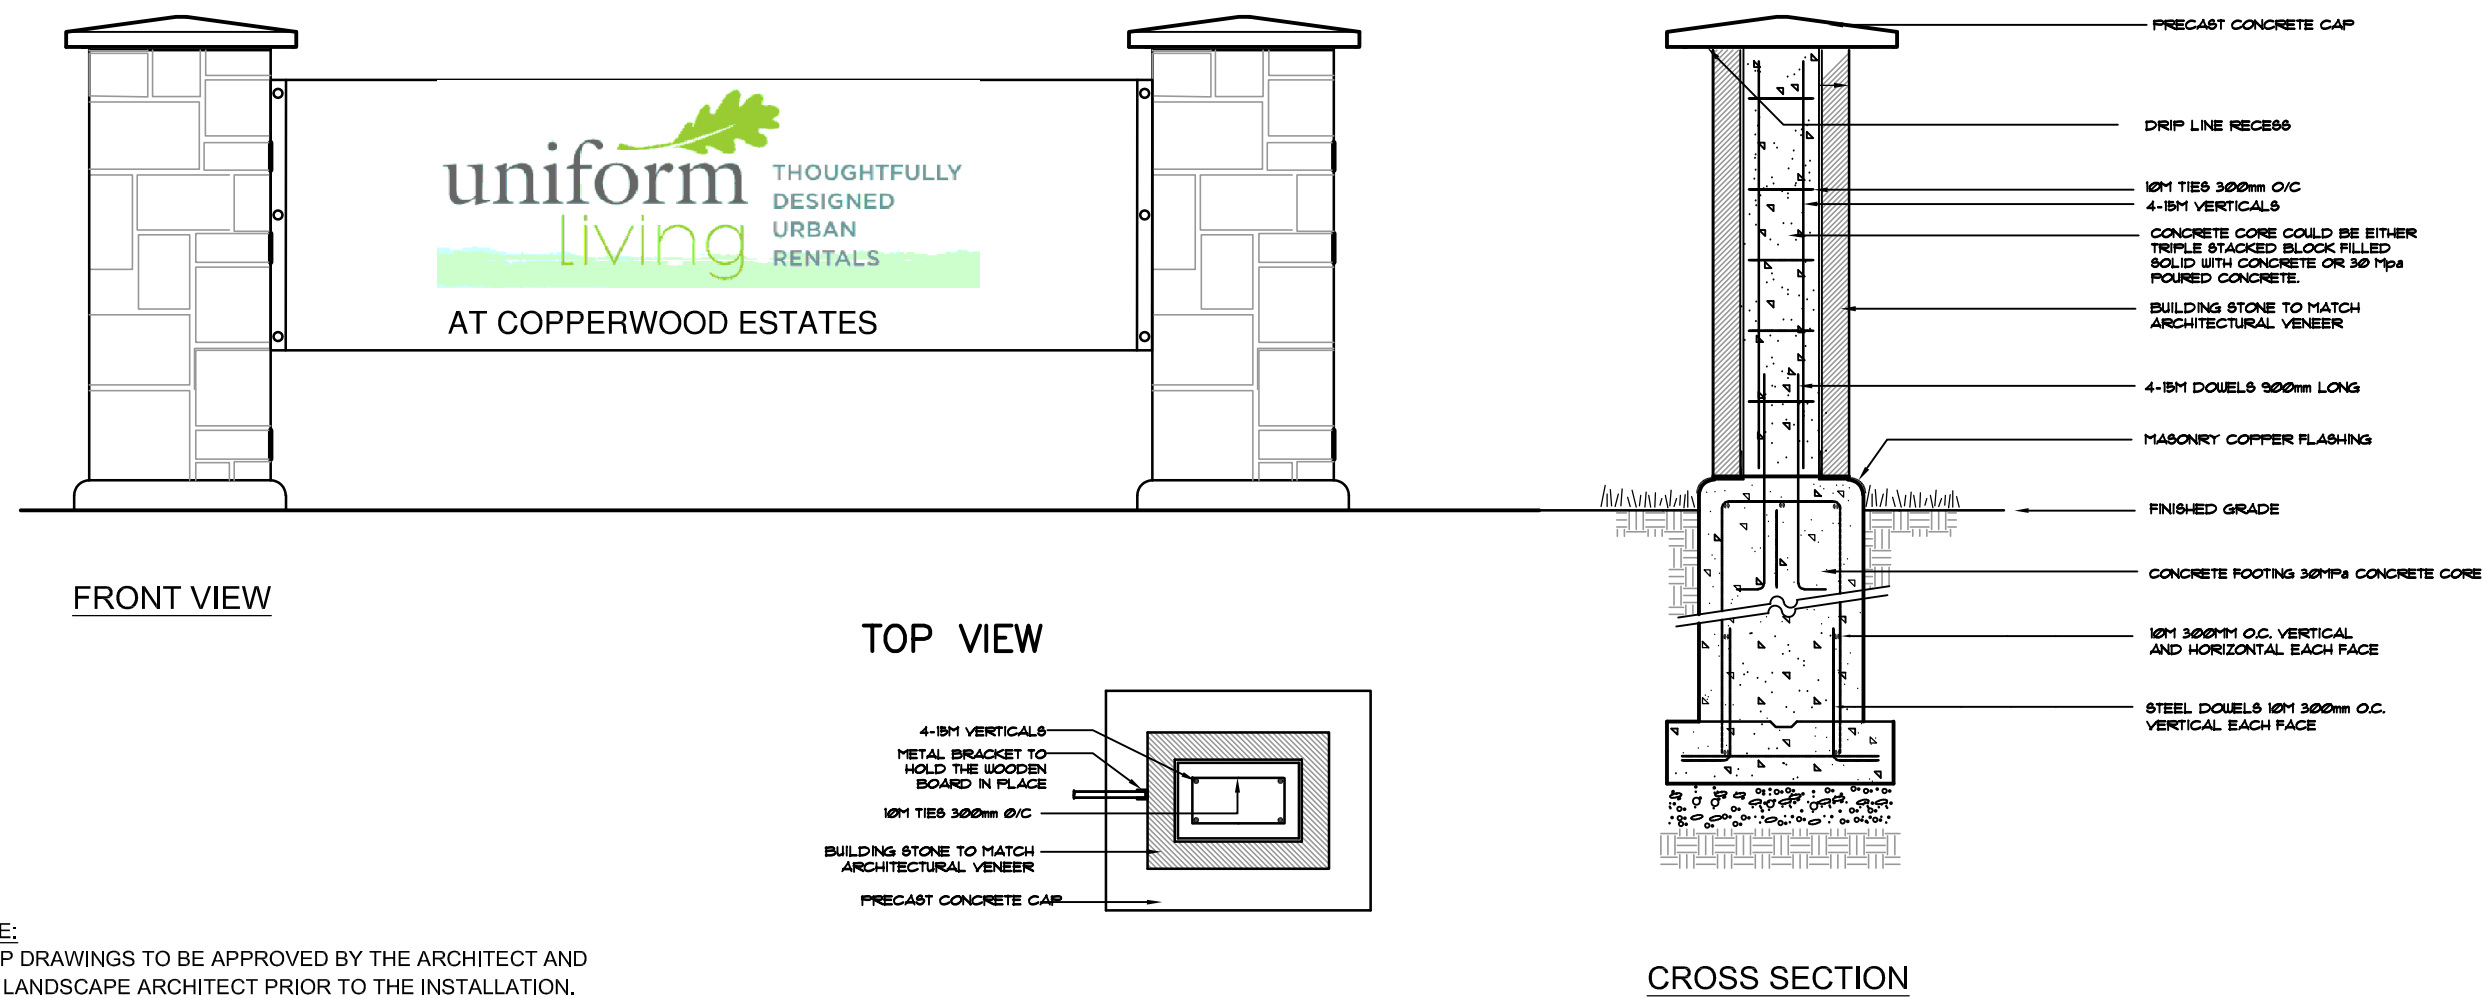 uniform
living
THOUGHTFULLY
DESIGNED
URBAN
RENTALS
AT COPPERWOOD ESTATES
FRONT VIEW
TOP VIEW
4-15M VERTICALS
METAL BRACKET TO
HOLD THE WOODEN
BOARD IN PLACE
10M TIES 300mm O/C
BUILDING STONE TO MATCH
ARCHITECTURAL VENEER
PRECAST CONCRETE CAP
PRECAST CONCRETE CAP
DRIP LINE RECESS
10M TIES 300mm O/C
4-15M VERTICALS
CONCRETE CORE COULD BE EITHER
TRIPLE STACKED BLOCK FILLED
SOLID WITH CONCRETE OR 30 Mpa
POURED CONCRETE.
BUILDING STONE TO MATCH
ARCHITECTURAL VENEER
4-15M DOWELS 900mm LONG
MASONRY COPPER FLASHING
FINISHED GRADE
CONCRETE FOOTING 30MPa CONCRETE CORE
10M 300MM O.C. VERTICAL
AND HORIZONTAL EACH FACE
STEEL DOWELS 10M 300mm O.C.
VERTICAL EACH FACE
CROSS SECTION
E:
P DRAWINGS TO BE APPROVED BY THE ARCHITECT AND
LANDSCAPE ARCHITECT PRIOR TO THE INSTALLATION.